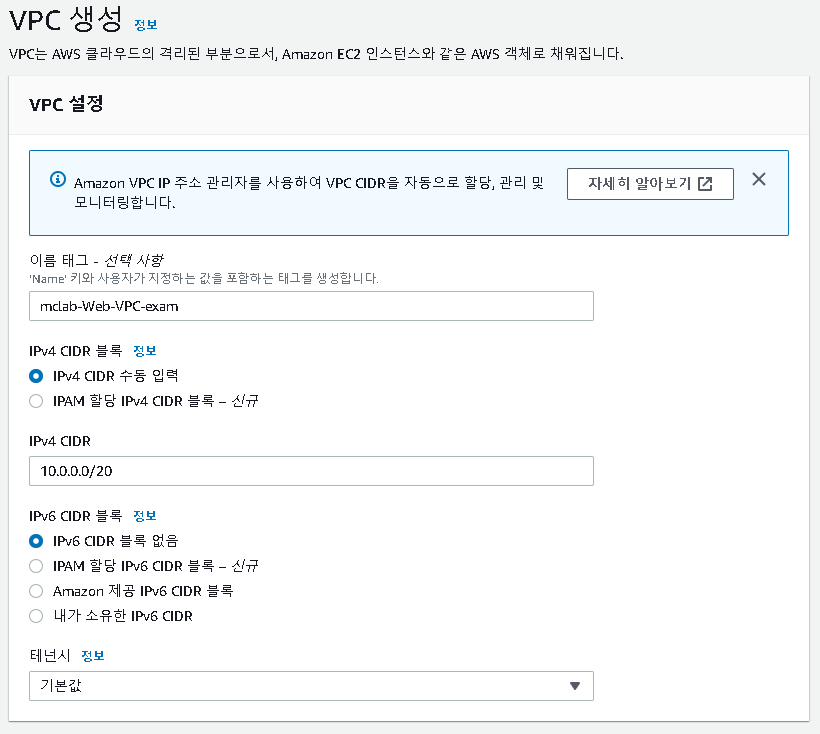 VPC 생성 정보
VPC는 AWS 클라우드의 격리된 부분으로서, Amazon EC2 인스턴스와 같은 AWS 객체로 채워집니다.
VPC 설정
Amazon VPC IP 주소 관리자를 사용하여 VPC CIDR을 자동으로 할당, 관리 및
모니터링합니다.
자세히 알아보기
이름 태그 - 선택 사항
'Name' 키와 사용자가 지정하는 값을 포함하는 태그를 생성합니다.
mclab-Web-VPC-exam
IPv4 CIDR 블록 정보
IPv4 CIDR 수동 입력
IPAM 할당 IPv4 CIDR 블록 – 신규
IPv4 CIDR
10.0.0.0/20
IPv6 CIDR 블록 정보
IPv6 CIDR 블록 없음
IPAM 할당 IPv6 CIDR 블록 – 신규
Amazon 제공 IPv6 CIDR 블록
내가 소유한 IPv6 CIDR
테넌시 정보
기본값